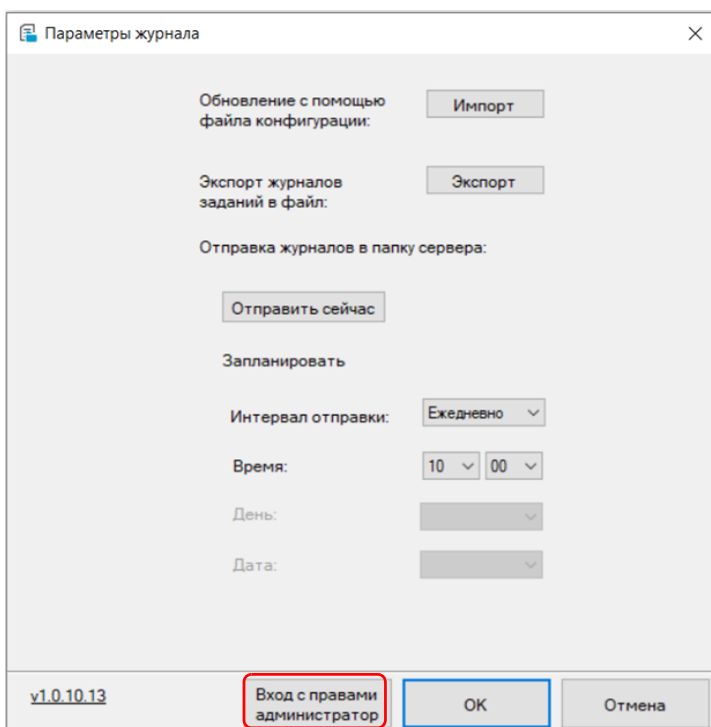 Параметры журнала
Обновление с помощью
файла конфигурации:
Импорт
Экспорт журналов
заданий в файл:
Экспорт
Отправка журналов в папку сервера:
Отправить сейчас
Запланировать
Интервал отправки:
Ежедневно
Время:
10
00
День:
Дата:
v1.0.10.13
Вход с правами
администратор
OK
Отмена